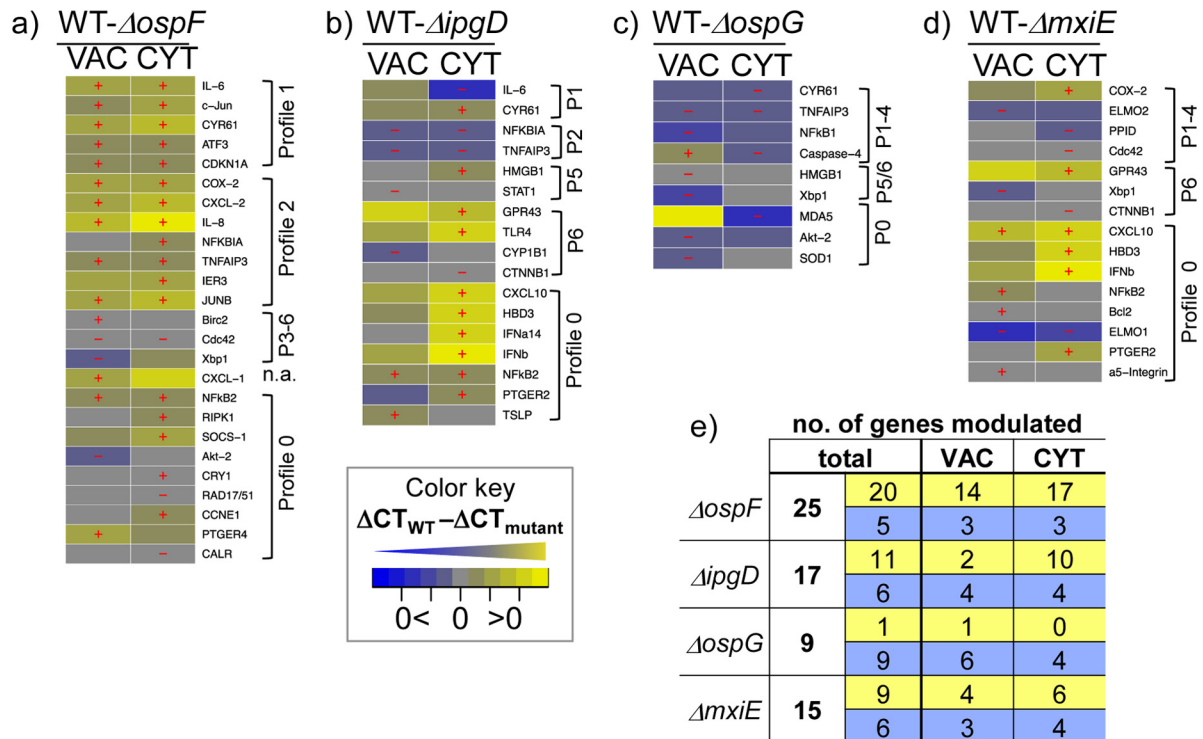 a) WT-ΔospF
VAC CYT
+ + IL-6
+ + c-Jun
+ + CYR61
+ + ATF3
+ + CDKN1A
Profile 1
+ + COX-2
+ + CXCL-2
+ + IL-8
+ NFKBIA
+ + TNFAIP3
+ IER3
+ + JUNB
Profile 2
+ Birc2
− − Cdc42
− Xbp1
P3-6
+ CXCL-1 n.a.
+ + NFkB2
+ RIPK1
+ SOCS-1
− Akt-2
+ CRY1
− RAD17/51
+ CCNE1
+ PTGER4
− CALR
Profile 0
b) WT-ΔipgD
VAC CYT
− IL-6
+ CYR61
P1
− − NFKBIA
− − TNFAIP3
P2
+ HMGB1
− STAT1
P5
+ GPR43
+ TLR4
− CYP1B1
− CTNNB1
P6
+ CXCL10
+ HBD3
+ IFNa14
+ IFNb
+ + NFkB2
+ PTGER2
+ TSLP
Profile 0
c) WT-ΔospG
VAC CYT
− CYR61
− − TNFAIP3
− NFkB1
+ − Caspase-4
P1-4
− HMGB1
− Xbp1
P5/6
− MDA5
− Akt-2
− SOD1
P0
d) WT-ΔmxiE
VAC CYT
+ COX-2
− ELMO2
− PPID
− Cdc42
P1-4
+ GPR43
− Xbp1
− CTNNB1
P6
+ + CXCL10
+ HBD3
+ IFNb
+ NFkB2
+ Bcl2
− − ELMO1
+ PTGER2
+ a5-Integrin
Profile 0
Color key
ΔCTWT−ΔCTmutant
0< 0 >0
e) no. of genes modulated
total VAC CYT
ΔospF 25 20 14 17
5 3 3
ΔipgD 17 11 2 10
6 4 4
ΔospG 9 1 1 0
9 6 4
ΔmxiE 15 9 4 6
6 3 4